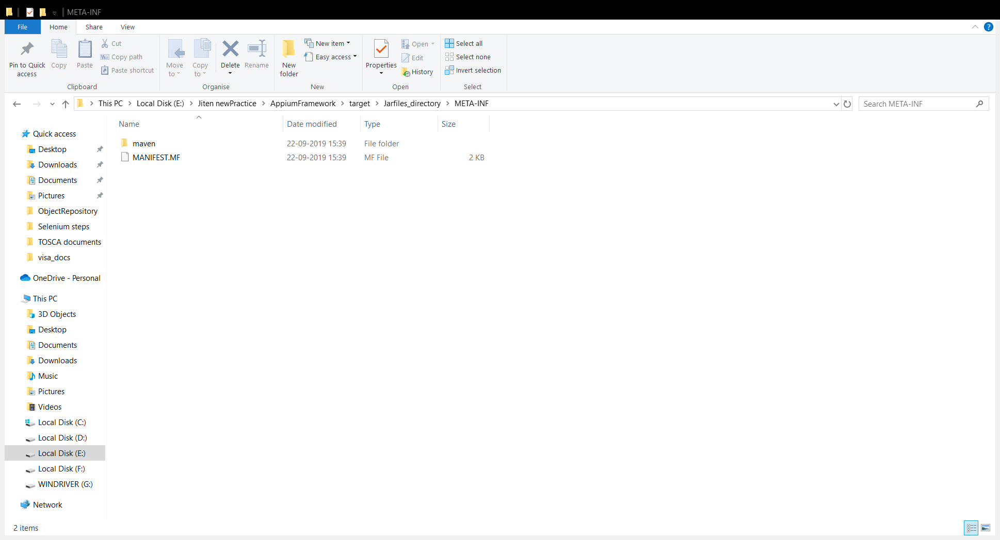 META-INF
File Home Share View
Pin to Quick access
Copy
Paste
Cut
Copy path
Paste shortcut
Clipboard
Move to
Copy to
Delete
Rename
Organise
New folder
New item
Easy access
New
Properties
Open
Edit
History
Open
Select all
Select none
Invert selection
Select
This PC Local Disk (E:) Jiten newPractice AppiumFramework target Jarfiles_directory META-INF
Search META-INF
Name Date modified Type Size
maven 22-09-2019 15:39 File folder
MANIFEST.MF 22-09-2019 15:39 MF File 2 KB
Quick access
Desktop
Downloads
Documents
Pictures
ObjectRepository
Selenium steps
TOSCA documents
visa_docs
OneDrive - Personal
This PC
3D Objects
Desktop
Documents
Downloads
Music
Pictures
Videos
Local Disk (C:)
Local Disk (D:)
Local Disk (E:)
Local Disk (F:)
WINDRIVER (G:)
Network
2 items